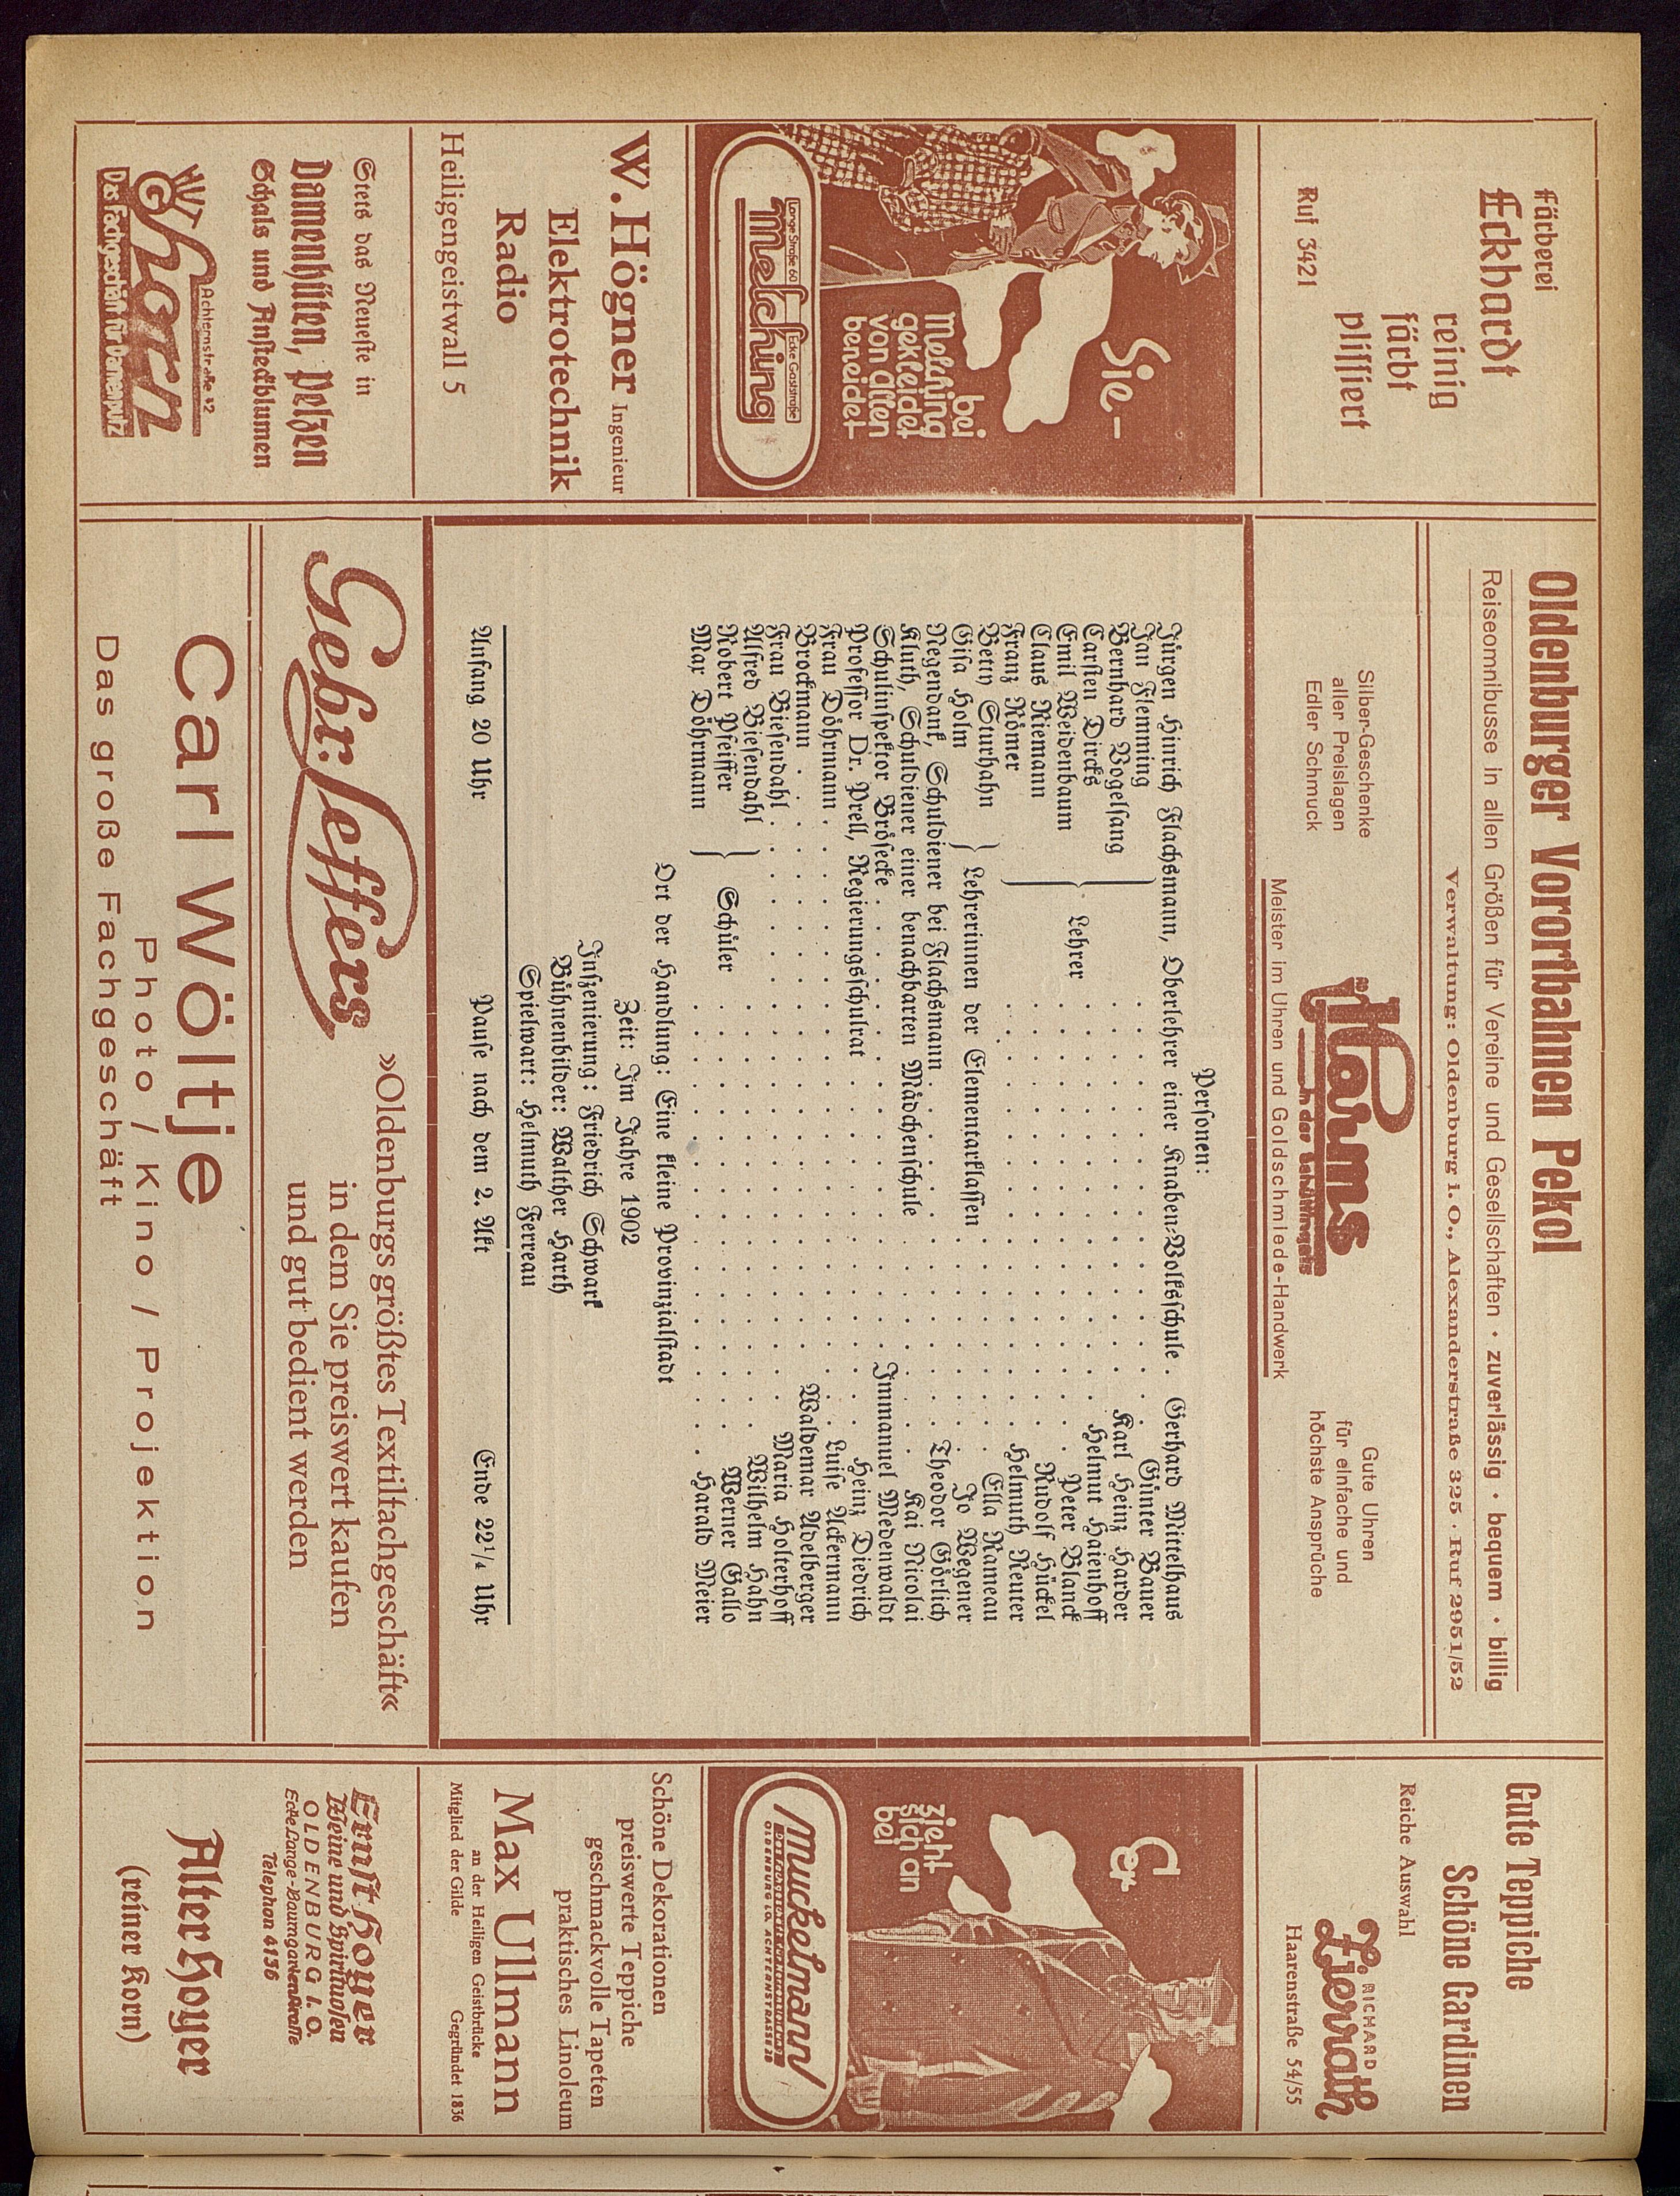 Färberei
Eckhardt
reinig
färbt
plissiert
Ruf 3421
Sie—
bei
Melching
gekleidet
von allen
beneidet—
Lange Straße 60 Ecke Gaststraße
melching
W. Högner Ingenieur
Elektrotechnik
Radio
Heiligengeistwall 5
Stets das Neueste in
Damenhüten, Pelzen
Schals und Ansteckblumen
Achternstraße 42
G Horn
Das Fachgeschäft für Damenputz
Oldenburger Vorortbahnen Pekol
Reiseomnibusse in allen Größen für Vereine und Gesellschaften · zuverlässig · bequem · billig
Verwaltung: Oldenburg i. O., Alexanderstraße 325 · Ruf 2951/52
Silber-Geschenke
aller Preislagen
Edler Schmuck
Harms
Gute Uhren
für einfache und
höchste Ansprüche
Meister im Uhren und Goldschmiede-Handwerk
Personen:
Jürgen Hinrich Flachsmann, Oberlehrer einer Knaben-Volksschule . Gerhard Mittelhaus
Jan Flemming . . . Günter Bauer
Bernhard Vogelsang . . . Karl Heinz Harder
Carsten Dircks . . . Helmut Haienhoff
Emil Weidenbaum } Lehrer . . . Peter Blanck
Claus Riemann . . . Rudolf Hückel
Franz Römer . . . Helmuth Reuter
Betty Sturhahn . . . Ella Rameau
Gisa Holm } Lehrerinnen der Elementarklassen . . . Jo Wegener
Negendank, Schuldiener bei Flachsmann . . . Theodor Görlich
Kluth, Schuldiener einer benachbarten Mädchenschule . . . Kai Nicolai
Schulinspektor Brösecke . . . Immanuel Medenwaldt
Professor Dr. Prell, Regierungsschulrat . . . Heinz Diedrich
Frau Döhrmann . . . Luise Ackermann
Brockmann . . . Waldemar Adelberger
Frau Biesendahl . . . Maria Holterhoff
Alfred Biesendahl . . . Wilhelm Hahn
Robert Pfeiffer } Schüler . . . Werner Gallo
Max Döhrmann . . . Harald Meier
Ort der Handlung: Eine kleine Provinzialstadt
Zeit: Im Jahre 1902
Inszenierung: Friedrich Schwark
Bühnenbilder: Walther Harth
Spielwart: Helmuth Ferreau
Anfang 20 Uhr Pause nach dem 2. Akt Ende 22¹/₄ Uhr
Gebr. Leffers
»Oldenburgs größtes Textilfachgeschäft«
in dem Sie preiswert kaufen
und gut bedient werden
Carl Wöltje
Photo / Kino / Projektion
Das große Fachgeschäft
Gute Teppiche
Schöne Gardinen
Reiche Auswahl
RICHARD
Zierrath
Haarenstraße 54/55
Er
zieht
sich an
bei
Muckelmann
OLDENBURG I.O. ACHTERNSTRASSE 28
Schöne Dekorationen
preiswerte Teppiche
geschmackvolle Tapeten
praktisches Linoleum
Max Ullmann
an der Heiligen Geistbrücke
Mitglied der Gilde Gegründet 1836
Ernst Hoyer
Weine und Spirituosen
OLDENBURG i. O.
Ecke Lange-Baumgartenstraße
Telephon 4136
Alter Hoyer
(reiner Korn)